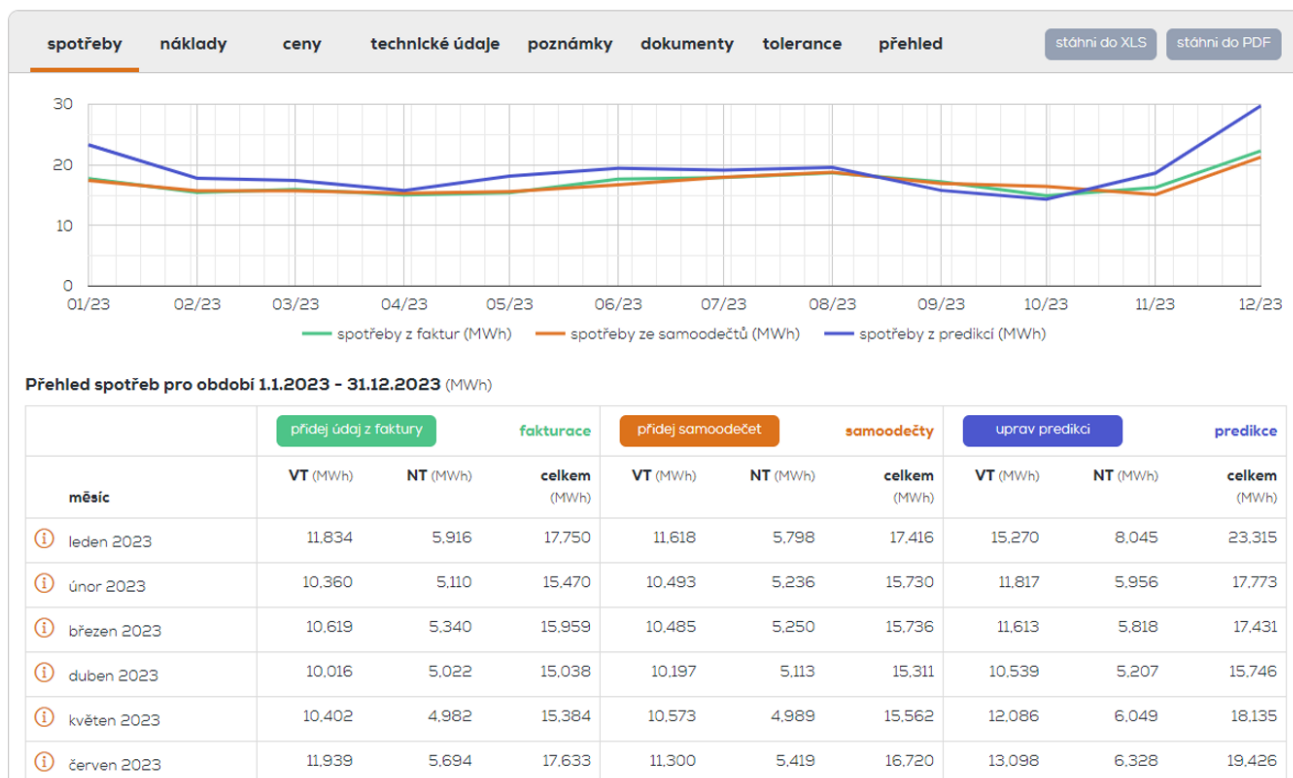 spotřeby náklady ceny technické údaje poznámky dokumenty tolerance přehled stáhni do XLS stáhni do PDF
30
20
10
0
01/23 02/23 03/23 04/23 05/23 06/23 07/23 08/23 09/23 10/23 11/23 12/23
spotřeby z faktur (MWh) spotřeby ze samoodečtů (MWh) spotřeby z predikcí (MWh)
Přehled spotřeb pro období 1.1.2023 - 31.12.2023 (MWh)
přidej údaj z faktury fakturace přidej samoodečet samoodečty uprav predikci predikce
měsíc VT (MWh) NT (MWh) celkem (MWh) VT (MWh) NT (MWh) celkem (MWh) VT (MWh) NT (MWh) celkem (MWh)
leden 2023 11,834 5,916 17,750 11,618 5,798 17,416 15,270 8,045 23,315
únor 2023 10,360 5,110 15,470 10,493 5,236 15,730 11,817 5,956 17,773
březen 2023 10,619 5,340 15,959 10,485 5,250 15,736 11,613 5,818 17,431
duben 2023 10,016 5,022 15,038 10,197 5,113 15,311 10,539 5,207 15,746
květen 2023 10,402 4,982 15,384 10,573 4,989 15,562 12,086 6,049 18,135
červen 2023 11,939 5,694 17,633 11,300 5,419 16,720 13,098 6,328 19,426